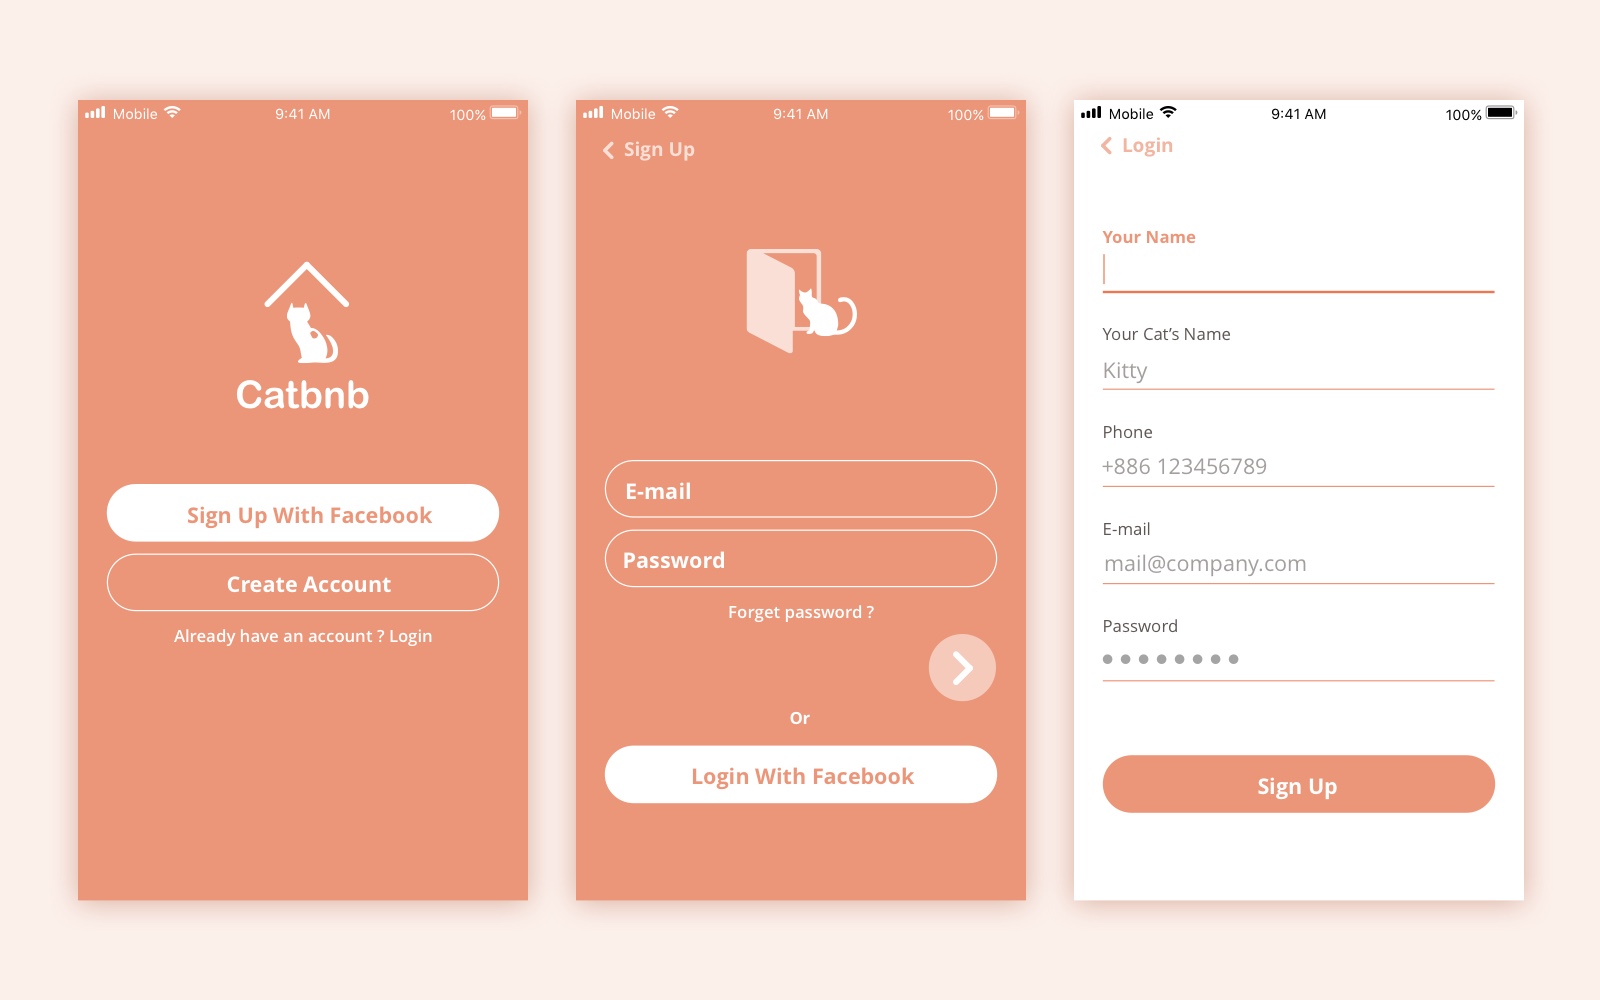 Mobile 9:41 AM 100%
Catbnb
Sign Up With Facebook
Create Account
Already have an account ? Login
Mobile 9:41 AM 100%
Sign Up
E-mail
Password
Forget password ?
Or
Login With Facebook
Mobile 9:41 AM 100%
Login
Your Name
Your Cat’s Name
Kitty
Phone
+886 123456789
E-mail
mail@company.com
Password
Sign Up